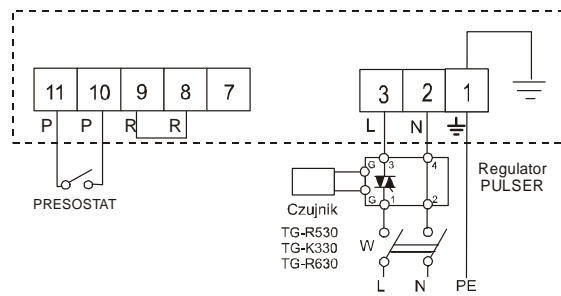 11 10 9 8 7
P P R R
PRESOSTAT
3 2 1
L N
G 3 4
G 1 2
Regulator
PULSER
Czujnik
TG-R530
TG-K330
TG-R630
W
L N PE